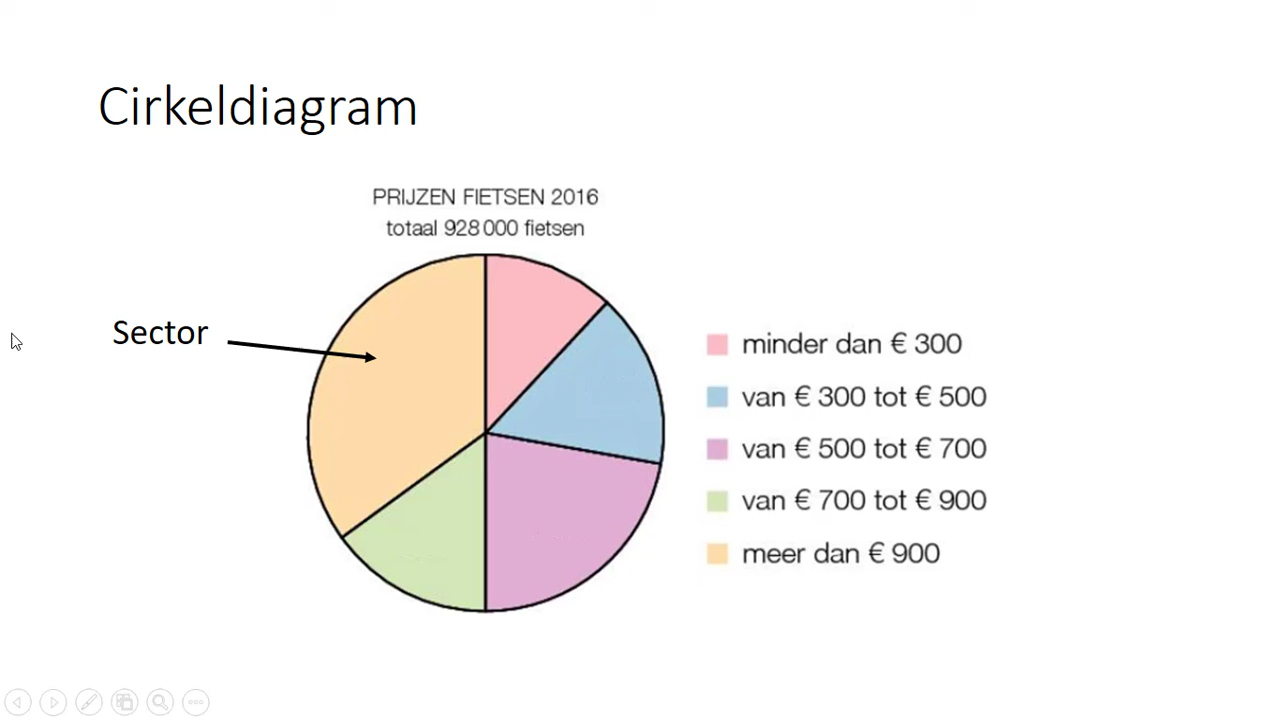 Cirkeldiagram
PRIJZEN FIETSEN 2016
totaal 928 000 fietsen
Sector
minder dan € 300
van € 300 tot € 500
van € 500 tot € 700
van € 700 tot € 900
meer dan € 900